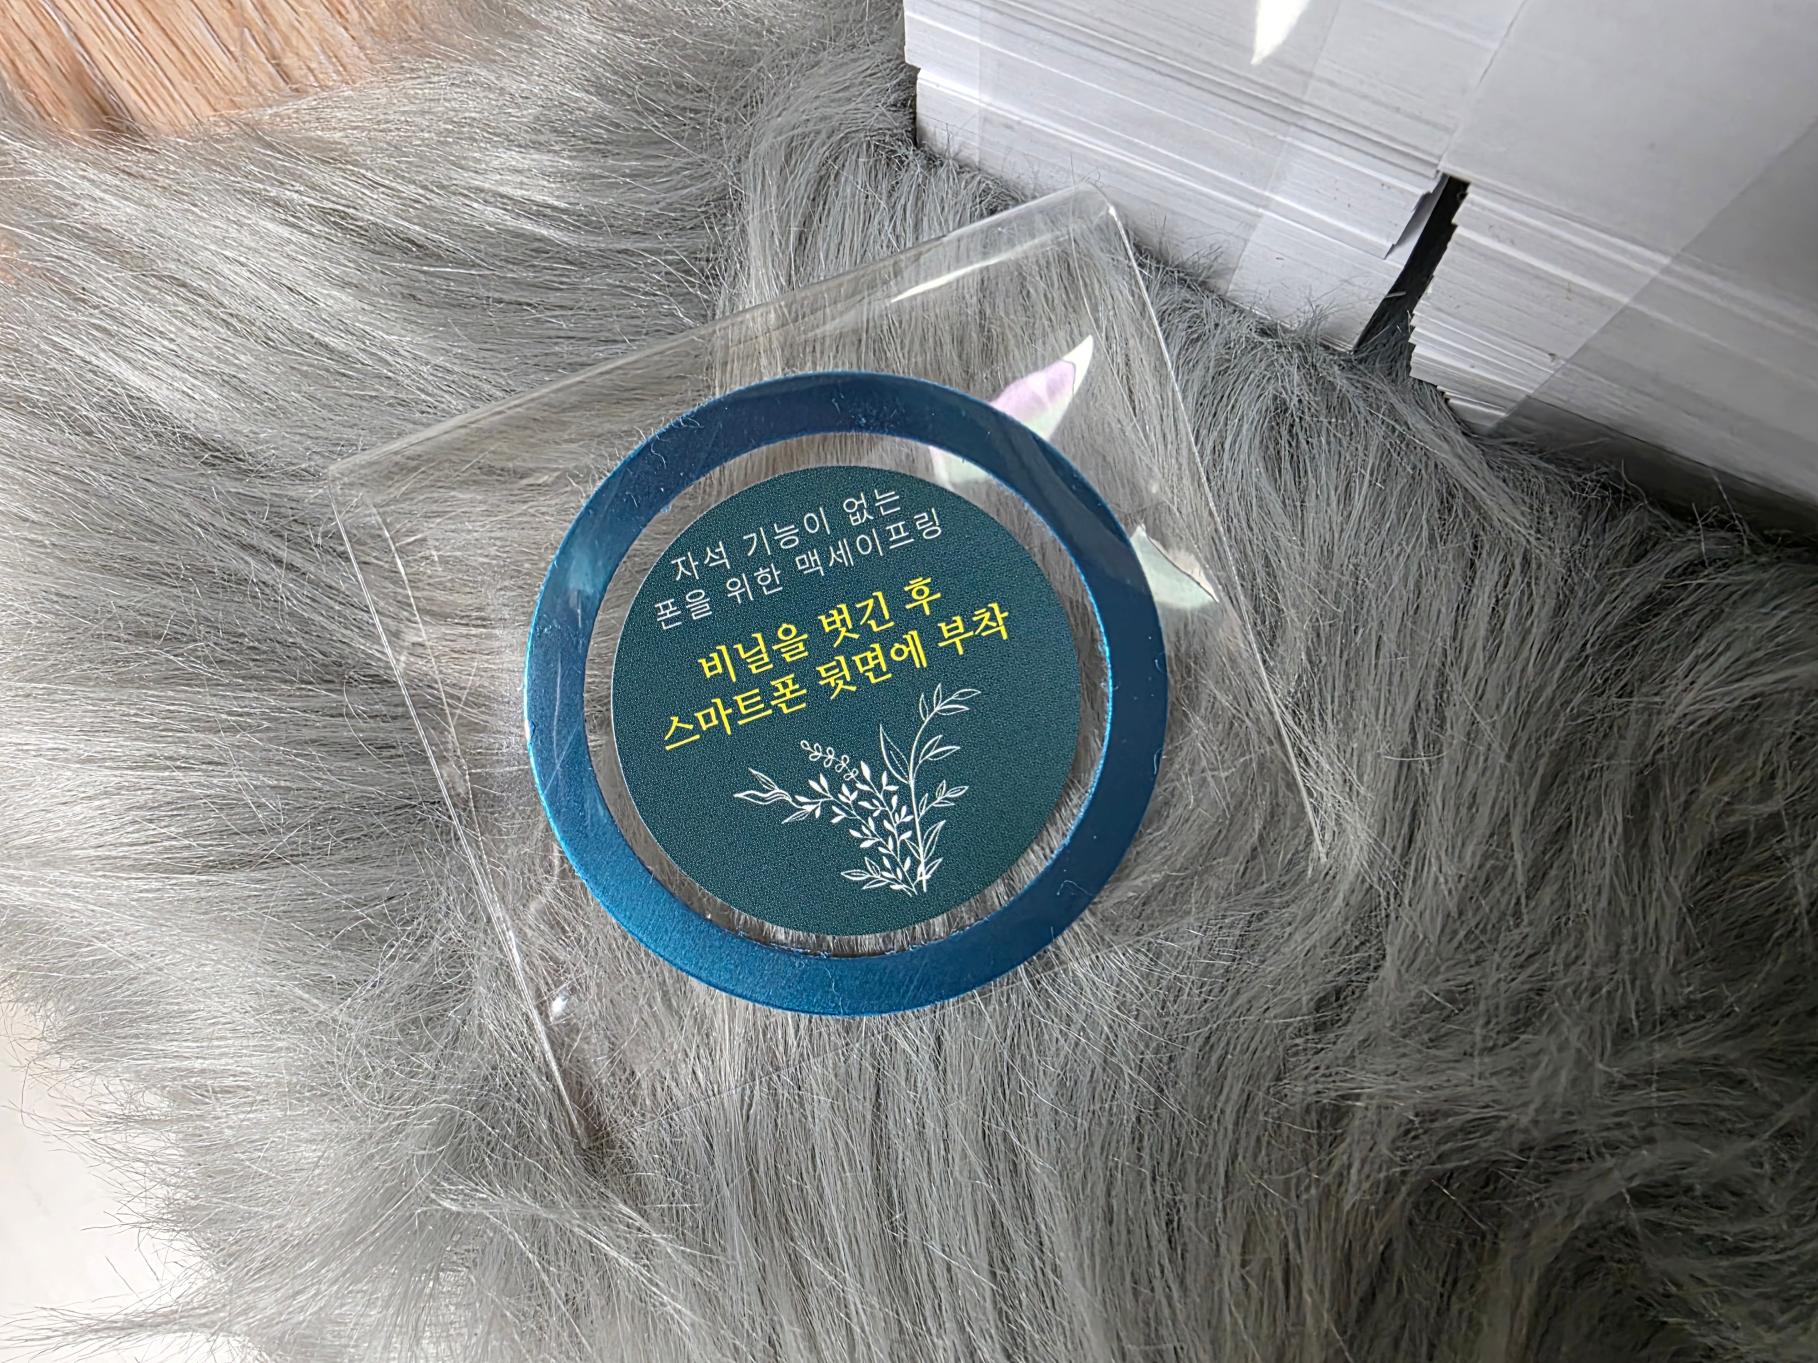 자석 기능이 없는
폰을 위한 맥세이프링
비닐을 벗긴 후
스마트폰 뒷면에 부착